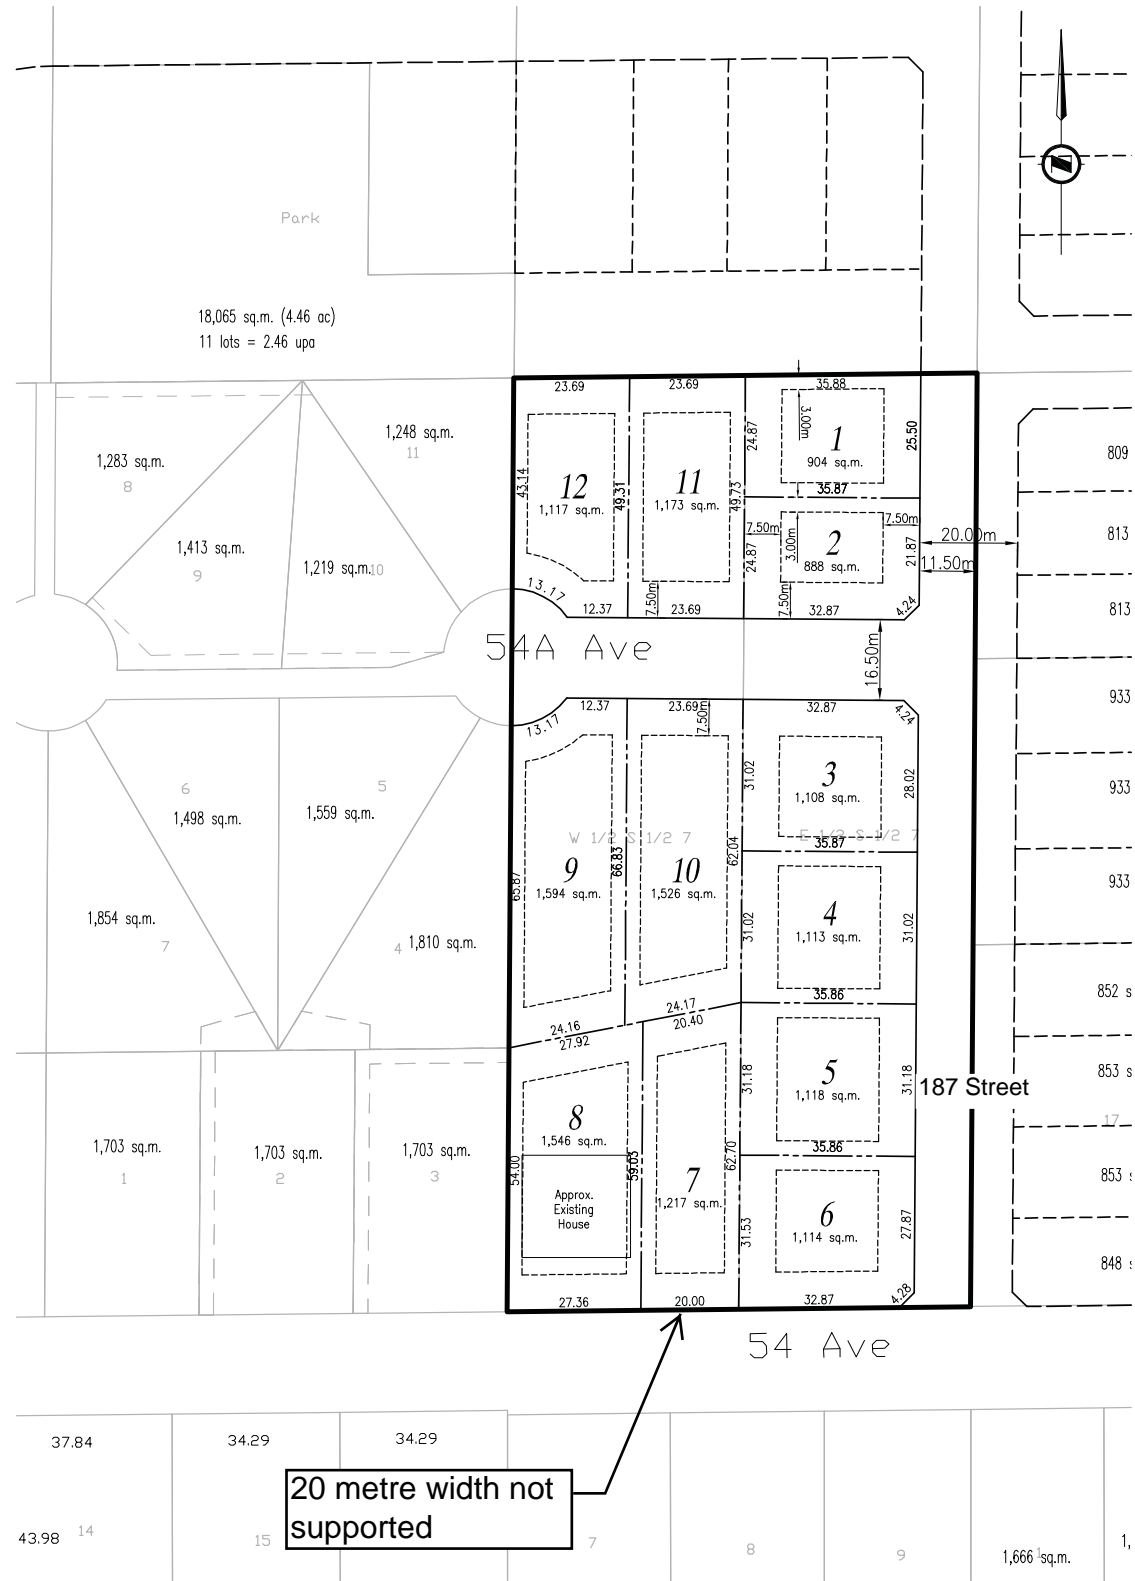 Park
18,065 sq.m. (4.46 ac)
11 lots = 2.46 upa
23.69
23.69
35.88
1,248 sq.m.
11
1,283 sq.m.
8
1,413 sq.m.
9
1,219 sq.m.
10
43.14
12
1,117 sq.m.
49.31
11
1,173 sq.m.
49.73
24.87
3.00m
1
904 sq.m.
25.50
35.87
7.50m
7.50m
3.00m
2
888 sq.m.
24.87
21.87
20.00m
11.50m
13.17
12.37
7.50m
23.69
7.50m
32.87
4.24
54A Ave
16.50m
809
813
813
933
933
933
852 s
853 s
17
853 s
848 s
13.17
12.37
23.69
7.50m
32.87
4.24
6
1,498 sq.m.
5
1,559 sq.m.
31.02
3
1,108 sq.m.
28.02
W 1/2 S 1/2 7
E 1/2 S 1/2 7
35.87
65.87
9
1,594 sq.m.
66.83
10
1,526 sq.m.
62.04
1,854 sq.m.
7
4
1,810 sq.m.
31.02
4
1,113 sq.m.
31.02
35.86
24.16
27.92
24.17
20.40
31.18
5
1,118 sq.m.
31.18
187 Street
35.86
1,703 sq.m.
1
1,703 sq.m.
2
1,703 sq.m.
3
54.00
8
1,546 sq.m.
Approx.
Existing
House
59.03
7
1,217 sq.m.
62.70
31.53
6
1,114 sq.m.
27.87
27.36
20.00
32.87
4.28
54 Ave
37.84
34.29
34.29
20 metre width not
supported
43.98
14
15
7
8
9
1,666 sq.m.
1,